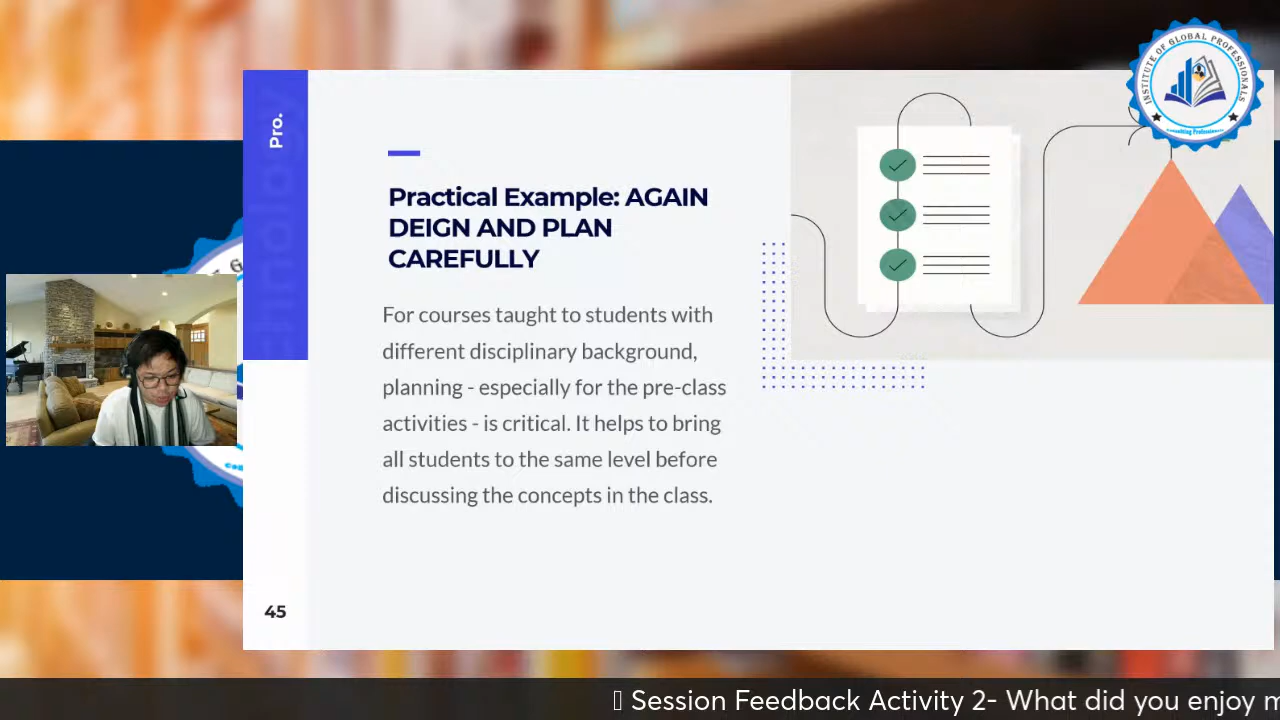 Pro.
Practical Example: AGAIN
DEIGN AND PLAN
CAREFULLY
For courses taught to students with
different disciplinary background,
planning - especially for the pre-class
activities - is critical. It helps to bring
all students to the same level before
discussing the concepts in the class.
45
INSTITUTE OF GLOBAL PROFESSIONALS
Connecting Professionals
Session Feedback Activity 2- What did you enjoy m